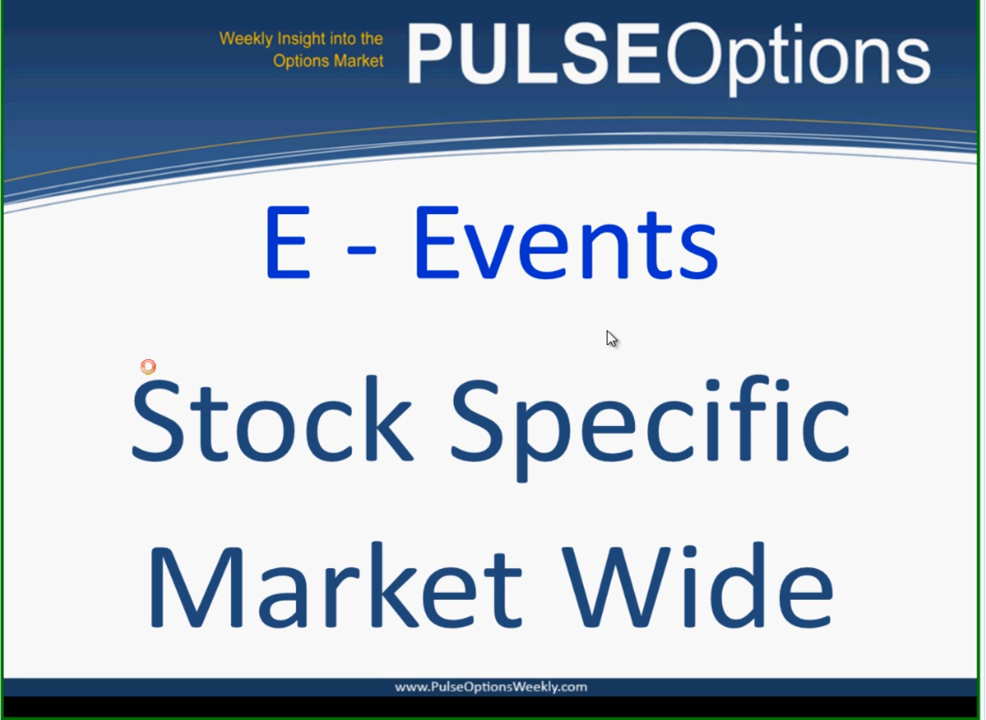 Weekly Insight into the
Options Market
PULSEOptions
E - Events
Stock Specific
Market Wide
www.PulseOptionsWeekly.com